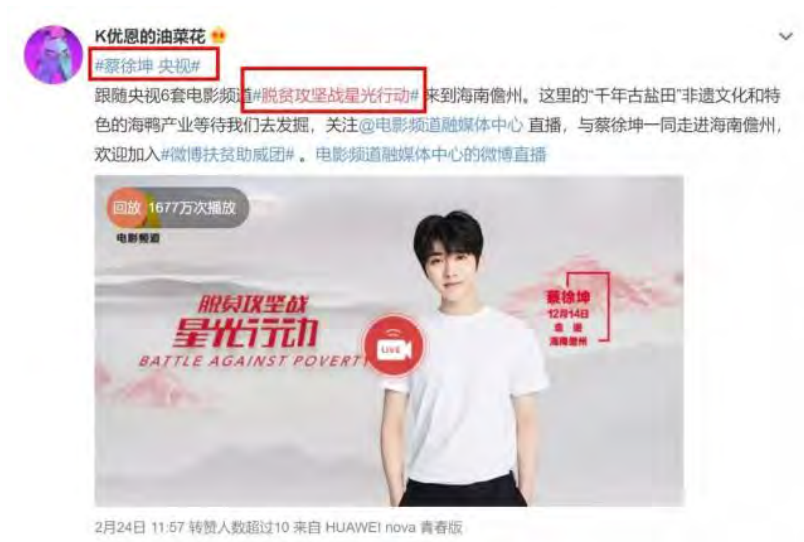 K优恩的油菜花
#蔡徐坤 央视#
跟随央视6套电影频道#脱贫攻坚战星光行动# 来到海南儋州。这里的“千年古盐田”非遗文化和特
色的海鸭产业等待我们去发掘，关注@电影频道融媒体中心 直播，与蔡徐坤一同走进海南儋州，
欢迎加入#微博扶贫助威团# 。电影频道融媒体中心的微博直播
回放 1677万次播放
电影频道
脱贫攻坚战
星光行动
BATTLE AGAINST POVERTY
LIVE
蔡徐坤
12月14日
走进
海南儋州
2月24日 11:57 转赞人数超过10 来自 HUAWEI nova 青春版